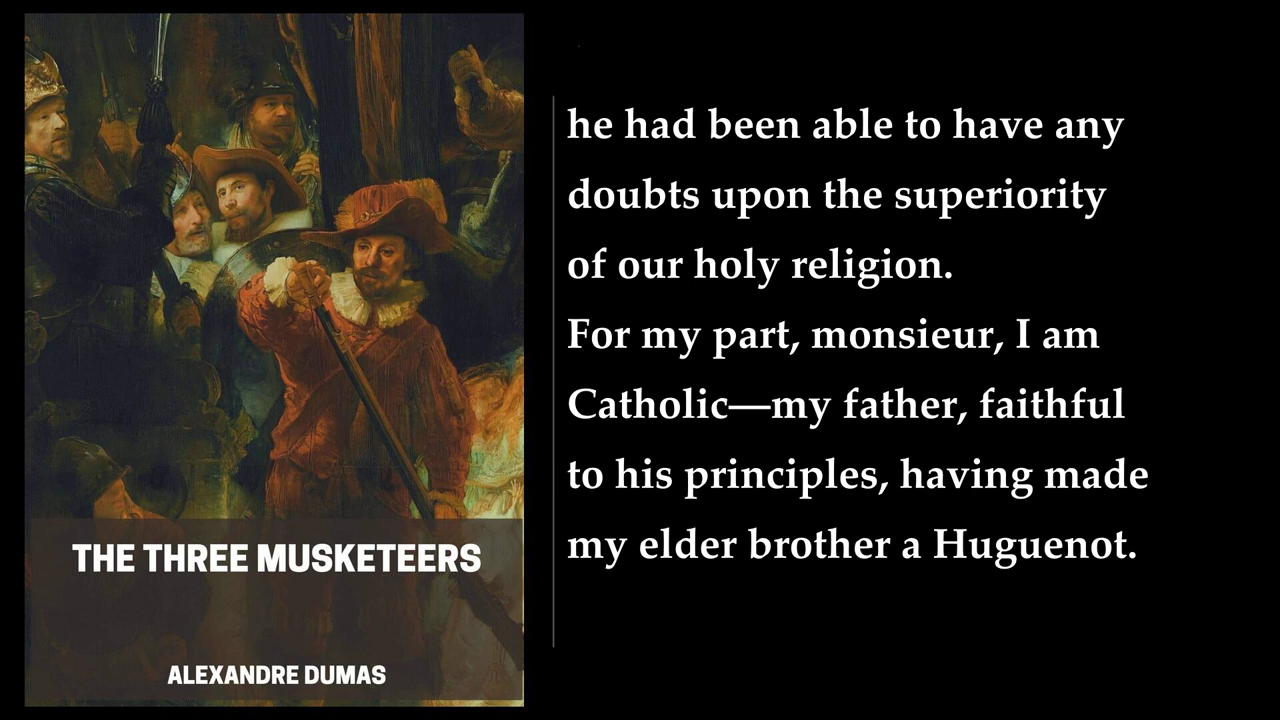 THE THREE MUSKETEERS
ALEXANDRE DUMAS
he had been able to have any
doubts upon the superiority
of our holy religion.
For my part, monsieur, I am
Catholic—my father, faithful
to his principles, having made
my elder brother a Huguenot.